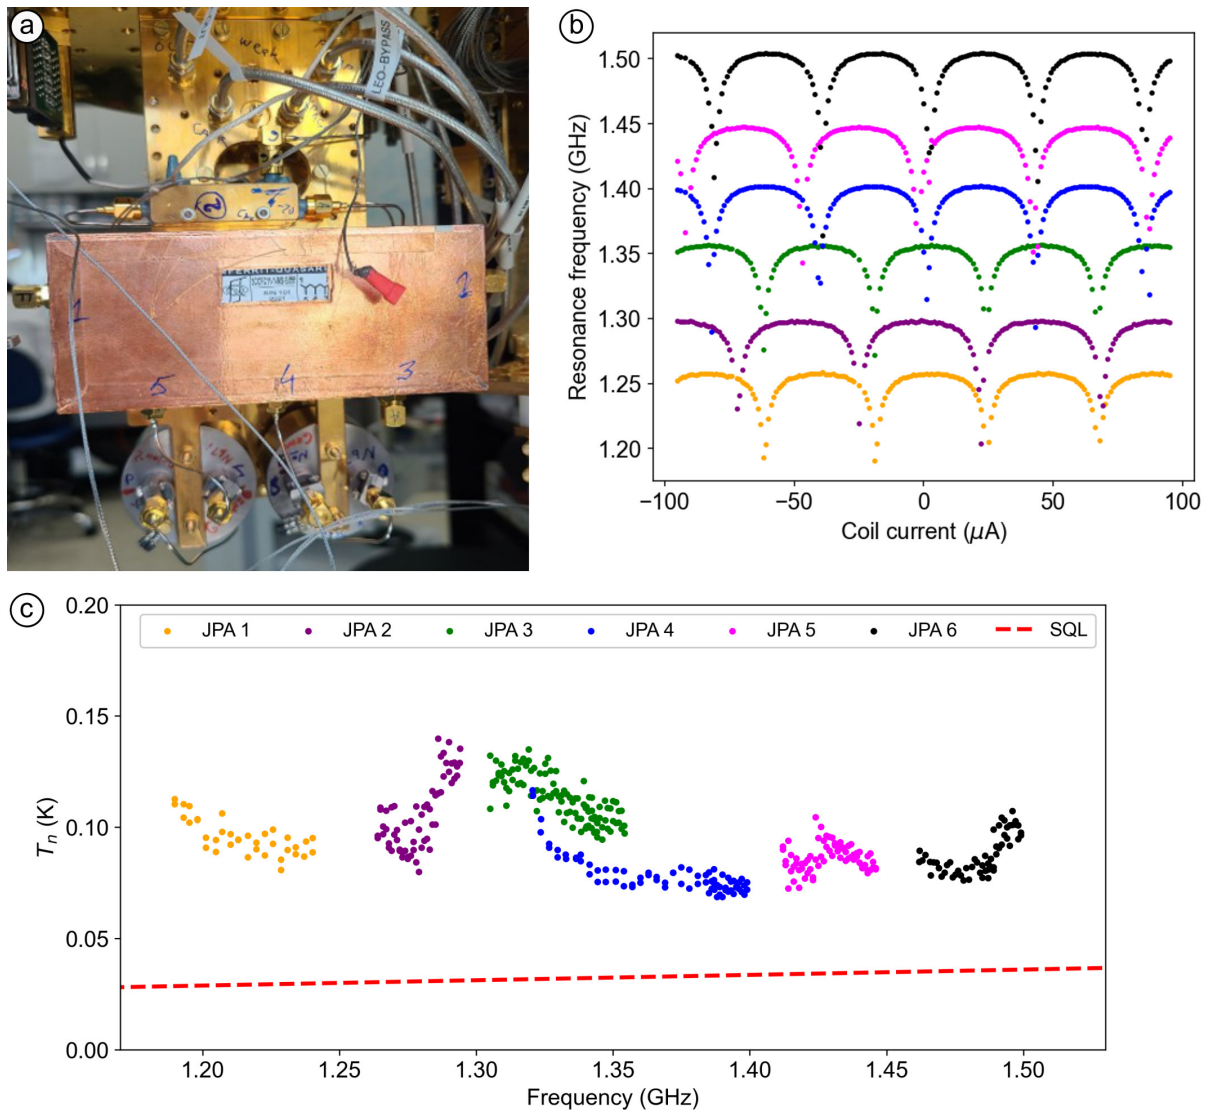 a
weak
LEO-BYPASS
2
1
2
5
4
3
b
Resonance frequency (GHz)
1.50
1.45
1.40
1.35
1.30
1.25
1.20
−100
−50
0
50
100
Coil current (μA)
c
JPA 1
JPA 2
JPA 3
JPA 4
JPA 5
JPA 6
SQL
Tₙ (K)
0.20
0.15
0.10
0.05
0.00
1.20
1.25
1.30
1.35
1.40
1.45
1.50
Frequency (GHz)